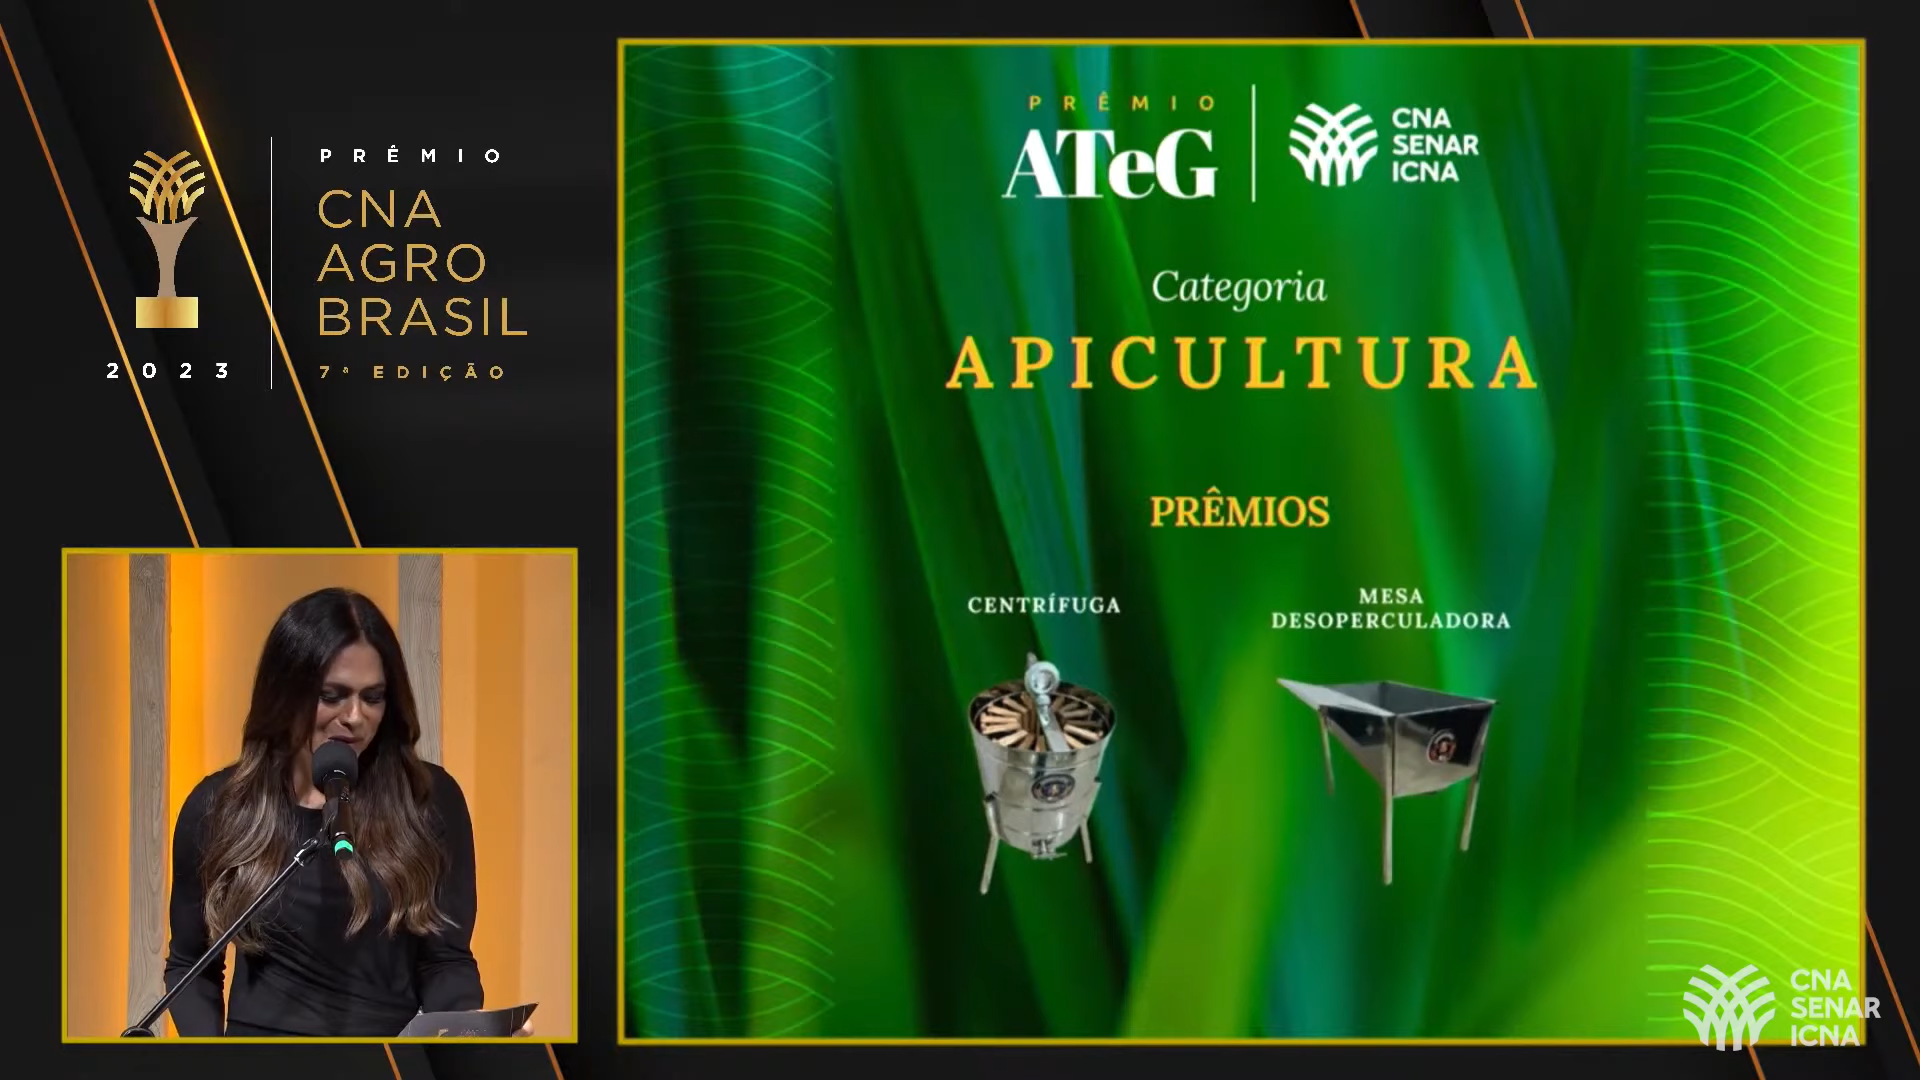 PRÊMIO
CNA
AGRO
BRASIL
7ª EDIÇÃO
2023
PRÊMIO
ATeG
CNA
SENAR
ICNA
Categoria
APICULTURA
PRÊMIOS
CENTRÍFUGA
MESA
DESOPERCULADORA
CNA
SENAR
ICNA